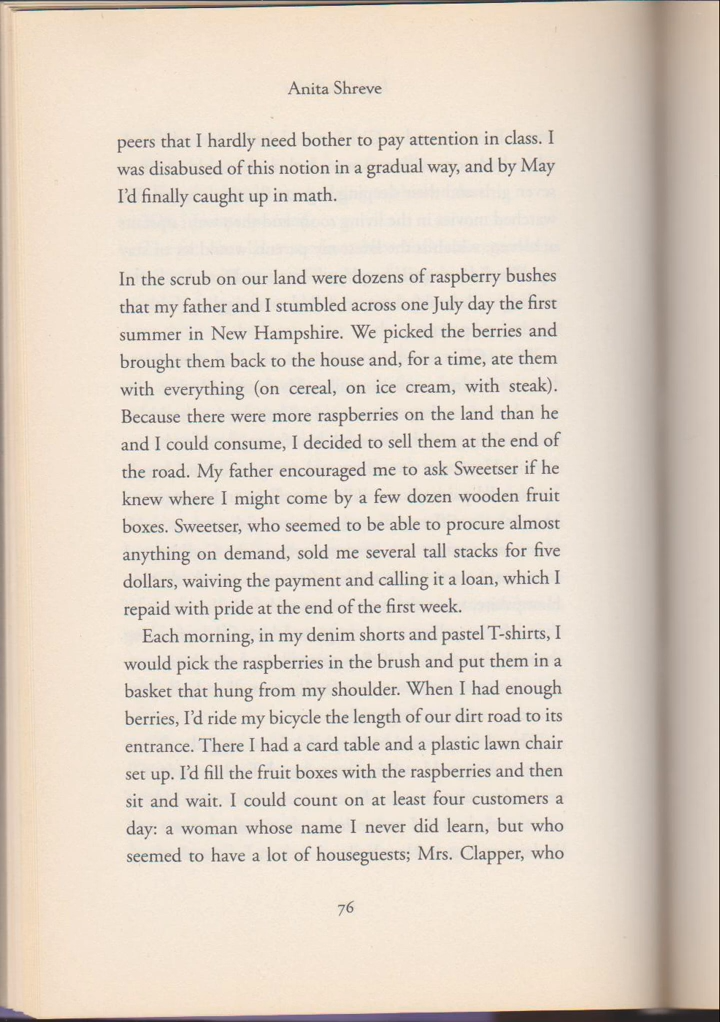 Anita Shreve
peers that I hardly need bother to pay attention in class. I
was disabused of this notion in a gradual way, and by May
I'd finally caught up in math.
In the scrub on our land were dozens of raspberry bushes
that my father and I stumbled across one July day the first
summer in New Hampshire. We picked the berries and
brought them back to the house and, for a time, ate them
with everything (on cereal, on ice cream, with steak).
Because there were more raspberries on the land than he
and I could consume, I decided to sell them at the end of
the road. My father encouraged me to ask Sweetser if he
knew where I might come by a few dozen wooden fruit
boxes. Sweetser, who seemed to be able to procure almost
anything on demand, sold me several tall stacks for five
dollars, waiving the payment and calling it a loan, which I
repaid with pride at the end of the first week.
Each morning, in my denim shorts and pastel T-shirts, I
would pick the raspberries in the brush and put them in a
basket that hung from my shoulder. When I had enough
berries, I'd ride my bicycle the length of our dirt road to its
entrance. There I had a card table and a plastic lawn chair
set up. I'd fill the fruit boxes with the raspberries and then
sit and wait. I could count on at least four customers a
day: a woman whose name I never did learn, but who
seemed to have a lot of houseguests; Mrs. Clapper, who
76